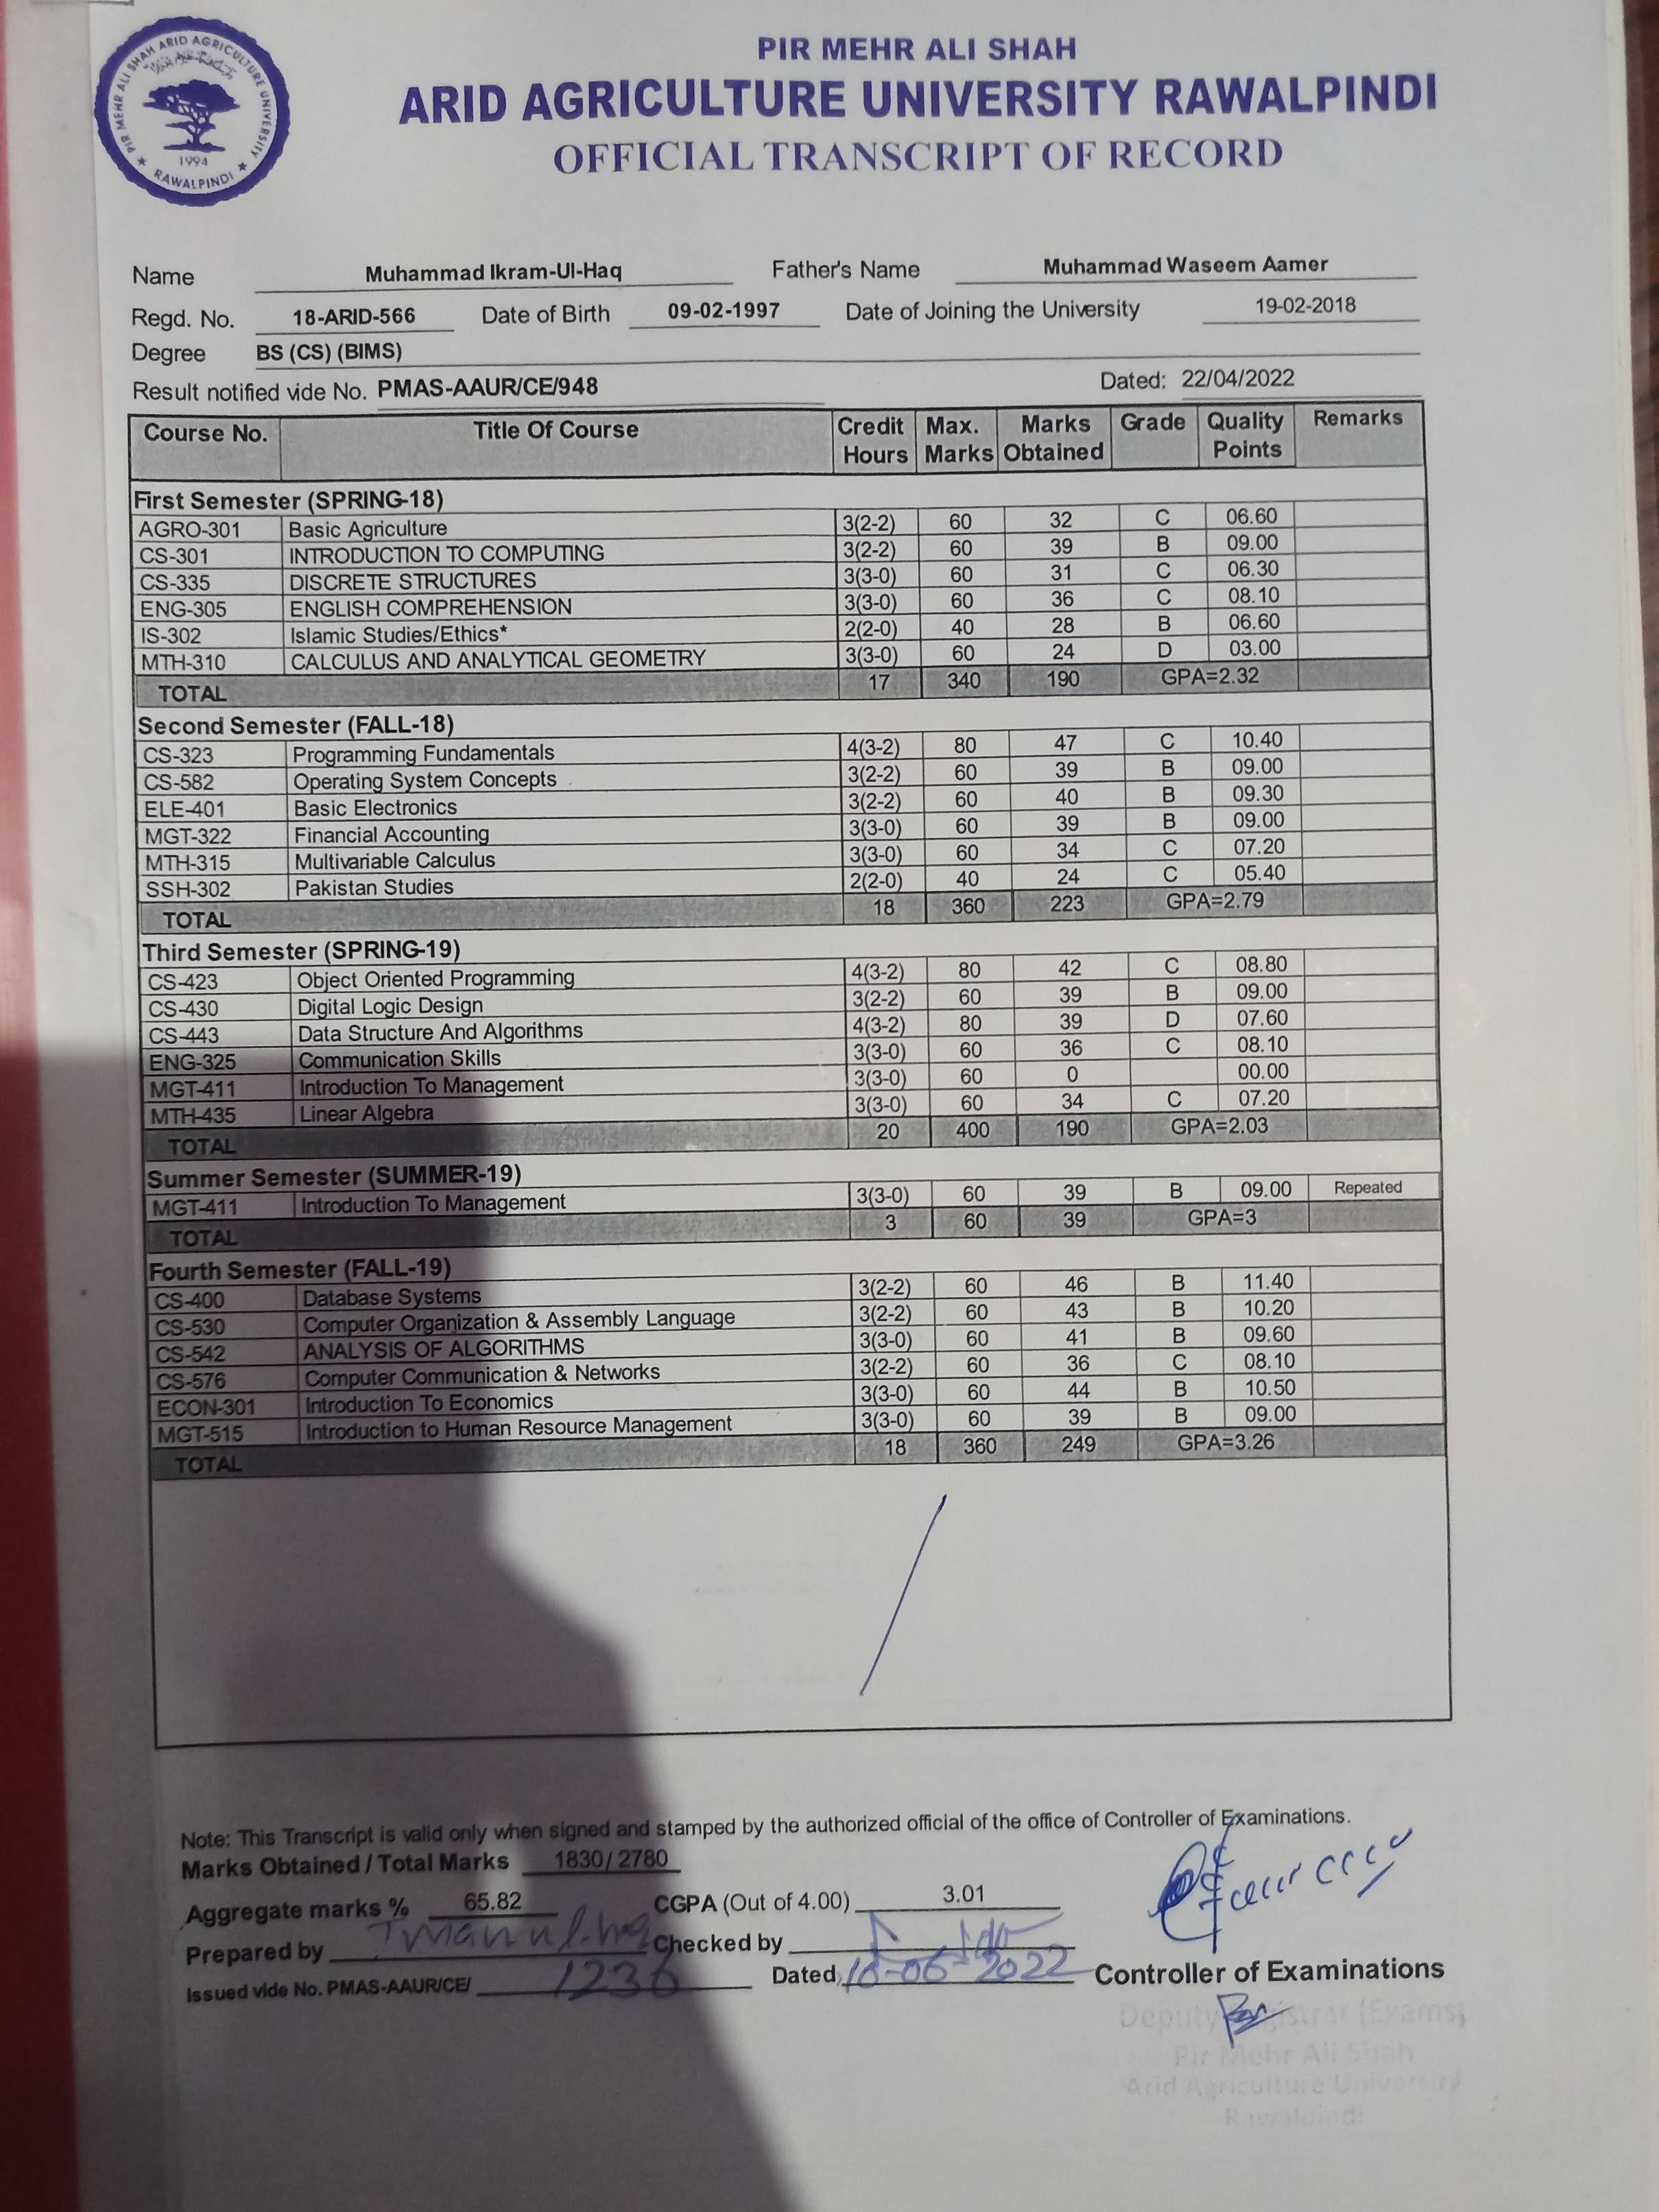 PIR MEHR ALI SHAH ARID AGRICULTURE UNIVERSITY
1994
★ RAWALPINDI ★
PIR MEHR ALI SHAH
ARID AGRICULTURE UNIVERSITY RAWALPINDI
OFFICIAL TRANSCRIPT OF RECORD
Name Muhammad Ikram-Ul-Haq Father's Name Muhammad Waseem Aamer
Regd. No. 18-ARID-566 Date of Birth 09-02-1997 Date of Joining the University 19-02-2018
Degree BS (CS) (BIMS)
Result notified vide No. PMAS-AAUR/CE/948 Dated: 22/04/2022
Course No. Title Of Course Credit Hours Max. Marks Marks Obtained Grade Quality Points Remarks
First Semester (SPRING-18)
AGRO-301 Basic Agriculture 3(2-2) 60 32 C 06.60
CS-301 INTRODUCTION TO COMPUTING 3(2-2) 60 39 B 09.00
CS-335 DISCRETE STRUCTURES 3(3-0) 60 31 C 06.30
ENG-305 ENGLISH COMPREHENSION 3(3-0) 60 36 C 08.10
IS-302 Islamic Studies/Ethics* 2(2-0) 40 28 B 06.60
MTH-310 CALCULUS AND ANALYTICAL GEOMETRY 3(3-0) 60 24 D 03.00
TOTAL 17 340 190 GPA=2.32
Second Semester (FALL-18)
CS-323 Programming Fundamentals 4(3-2) 80 47 C 10.40
CS-582 Operating System Concepts 3(2-2) 60 39 B 09.00
ELE-401 Basic Electronics 3(2-2) 60 40 B 09.30
MGT-322 Financial Accounting 3(3-0) 60 39 B 09.00
MTH-315 Multivariable Calculus 3(3-0) 60 34 C 07.20
SSH-302 Pakistan Studies 2(2-0) 40 24 C 05.40
TOTAL 18 360 223 GPA=2.79
Third Semester (SPRING-19)
CS-423 Object Oriented Programming 4(3-2) 80 42 C 08.80
CS-430 Digital Logic Design 3(2-2) 60 39 B 09.00
CS-443 Data Structure And Algorithms 4(3-2) 80 39 D 07.60
ENG-325 Communication Skills 3(3-0) 60 36 C 08.10
MGT-411 Introduction To Management 3(3-0) 60 0 00.00
MTH-435 Linear Algebra 3(3-0) 60 34 C 07.20
TOTAL 20 400 190 GPA=2.03
Summer Semester (SUMMER-19)
MGT-411 Introduction To Management 3(3-0) 60 39 B 09.00 Repeated
TOTAL 3 60 39 GPA=3
Fourth Semester (FALL-19)
CS-400 Database Systems 3(2-2) 60 46 B 11.40
CS-530 Computer Organization & Assembly Language 3(2-2) 60 43 B 10.20
CS-542 ANALYSIS OF ALGORITHMS 3(3-0) 60 41 B 09.60
CS-576 Computer Communication & Networks 3(2-2) 60 36 C 08.10
ECON-301 Introduction To Economics 3(3-0) 60 44 B 10.50
MGT-515 Introduction to Human Resource Management 3(3-0) 60 39 B 09.00
TOTAL 18 360 249 GPA=3.26
Note: This Transcript is valid only when signed and stamped by the authorized official of the office of Controller of Examinations.
Marks Obtained / Total Marks 1830/2780
Aggregate marks % 65.82 CGPA (Out of 4.00) 3.01
Prepared by Checked by
Issued vide No. PMAS-AAUR/CE/ 1236 Dated 10-06-2022 Controller of Examinations
Deputy Registrar (Exams)
Pir Mehr Ali Shah
Arid Agriculture University
Rawalpindi